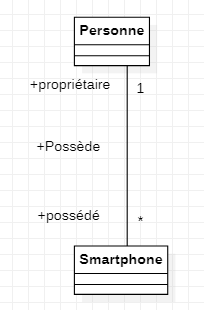 Personne
+propriétaire 1
+Possède
+possédé *
Smartphone